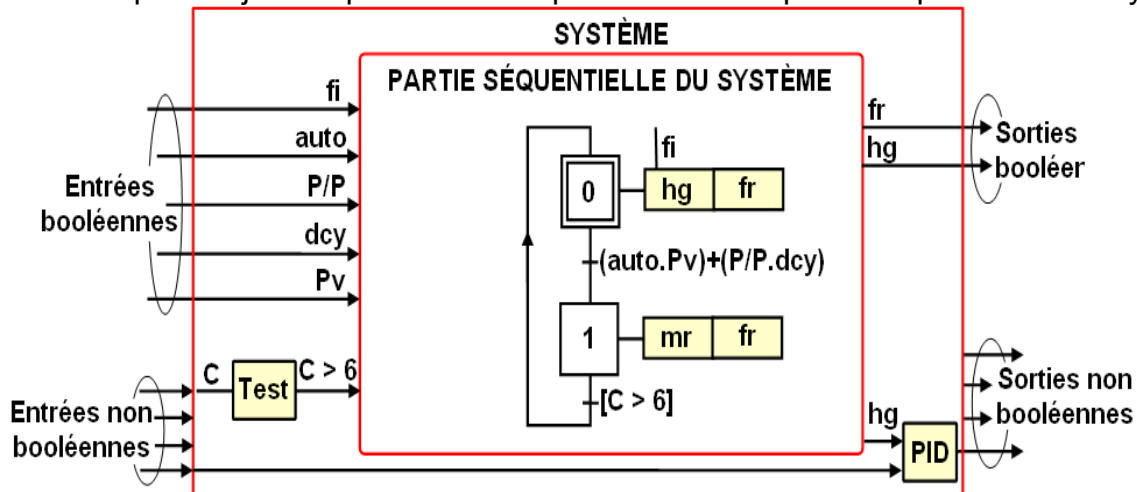 SYSTÈME
PARTIE SÉQUENTIELLE DU SYSTÈME
fi
auto
P/P
dcy
Pv
Entrées
booléennes
fi
0
hg
fr
(auto.Pv)+(P/P.dcy)
1
mr
fr
[C > 6]
fr
hg
Sorties
booléer
C
Test
C > 6
Entrées non
booléennes
hg
PID
Sorties non
booléennes